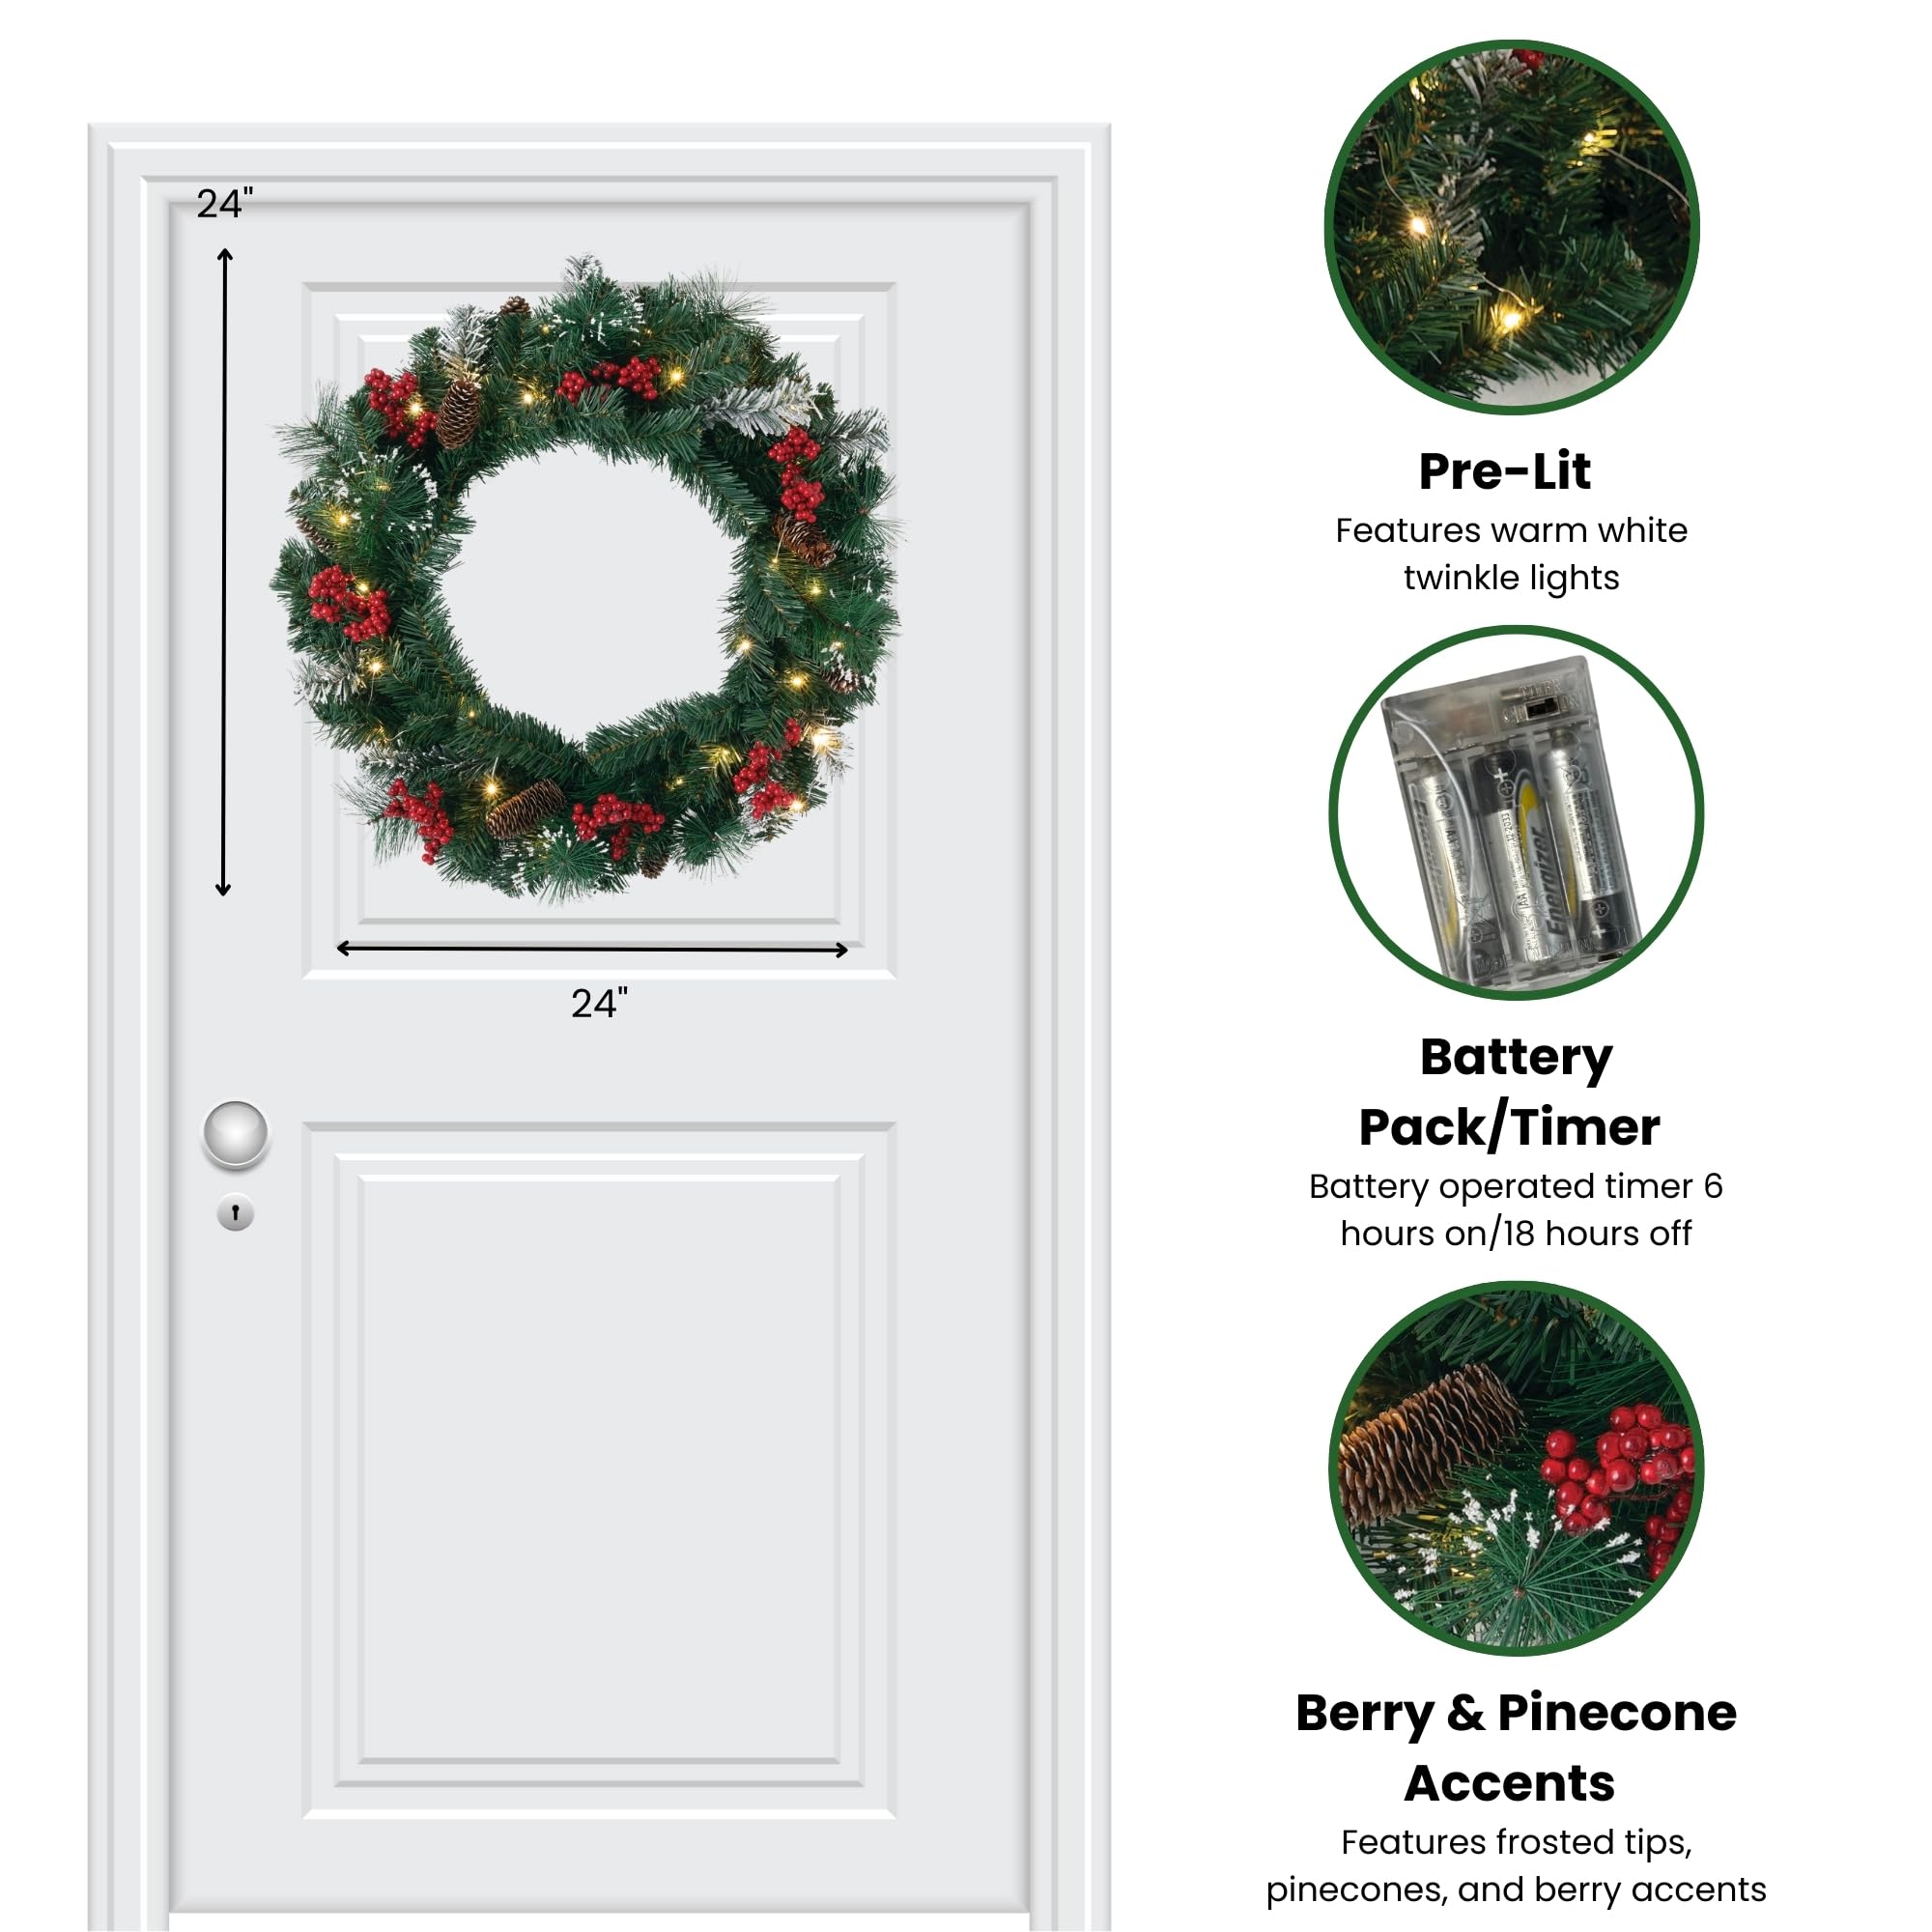 24"
24"
Pre-Lit
Features warm white
twinkle lights
Energizer
Battery
Pack/Timer
Battery operated timer 6
hours on/18 hours off
Berry & Pinecone
Accents
Features frosted tips,
pinecones, and berry accents